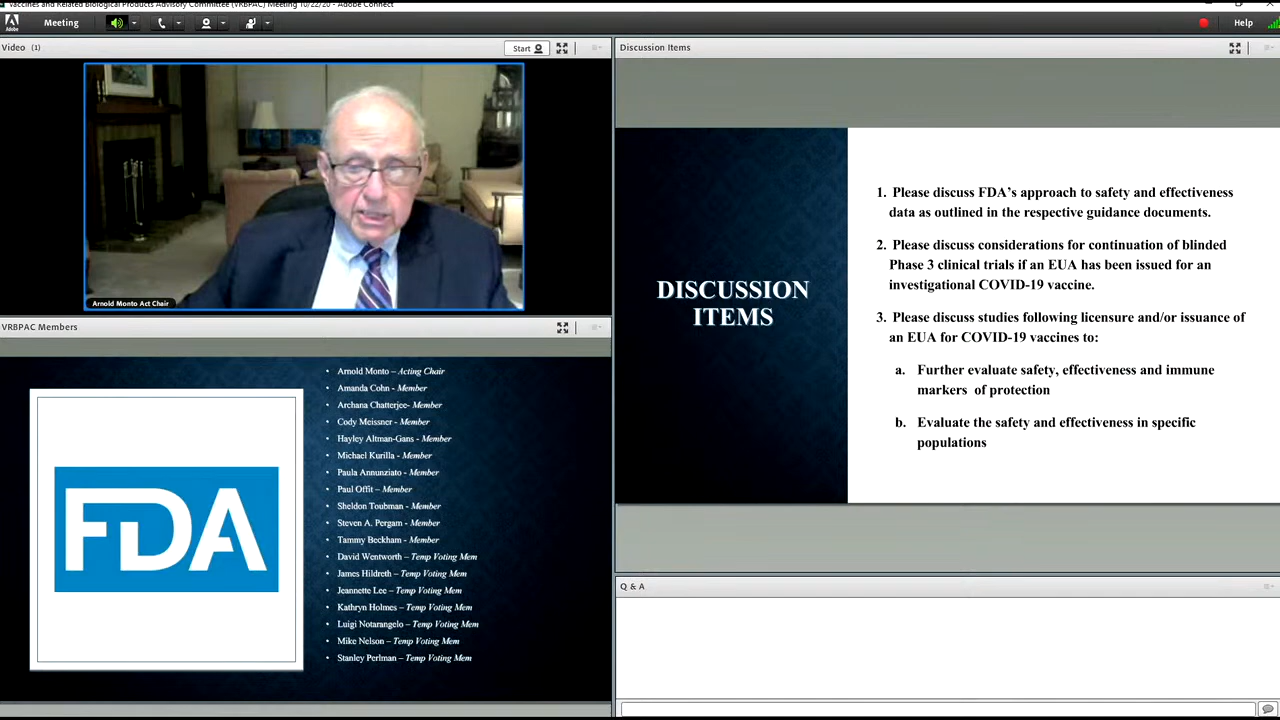 Vaccines and Related Biological Products Advisory Committee (VRBPAC) Meeting 10/22/20 - Adobe Connect
Adobe
Meeting
Help
Video (1)
Start
Arnold Monto Act Chair
VRBPAC Members
FDA
• Arnold Monto – Acting Chair
• Amanda Cohn - Member
• Archana Chatterjee- Member
• Cody Meissner - Member
• Hayley Altman-Gans - Member
• Michael Kurilla - Member
• Paula Annunziato - Member
• Paul Offit – Member
• Sheldon Toubman - Member
• Steven A. Pergam - Member
• Tammy Beckham - Member
• David Wentworth – Temp Voting Mem
• James Hildreth – Temp Voting Mem
• Jeannette Lee – Temp Voting Mem
• Kathryn Holmes – Temp Voting Mem
• Luigi Notarangelo – Temp Voting Mem
• Mike Nelson – Temp Voting Mem
• Stanley Perlman – Temp Voting Mem
Discussion Items
DISCUSSION
ITEMS
1. Please discuss FDA's approach to safety and effectiveness
data as outlined in the respective guidance documents.
2. Please discuss considerations for continuation of blinded
Phase 3 clinical trials if an EUA has been issued for an
investigational COVID-19 vaccine.
3. Please discuss studies following licensure and/or issuance of
an EUA for COVID-19 vaccines to:
a. Further evaluate safety, effectiveness and immune
markers of protection
b. Evaluate the safety and effectiveness in specific
populations
Q & A